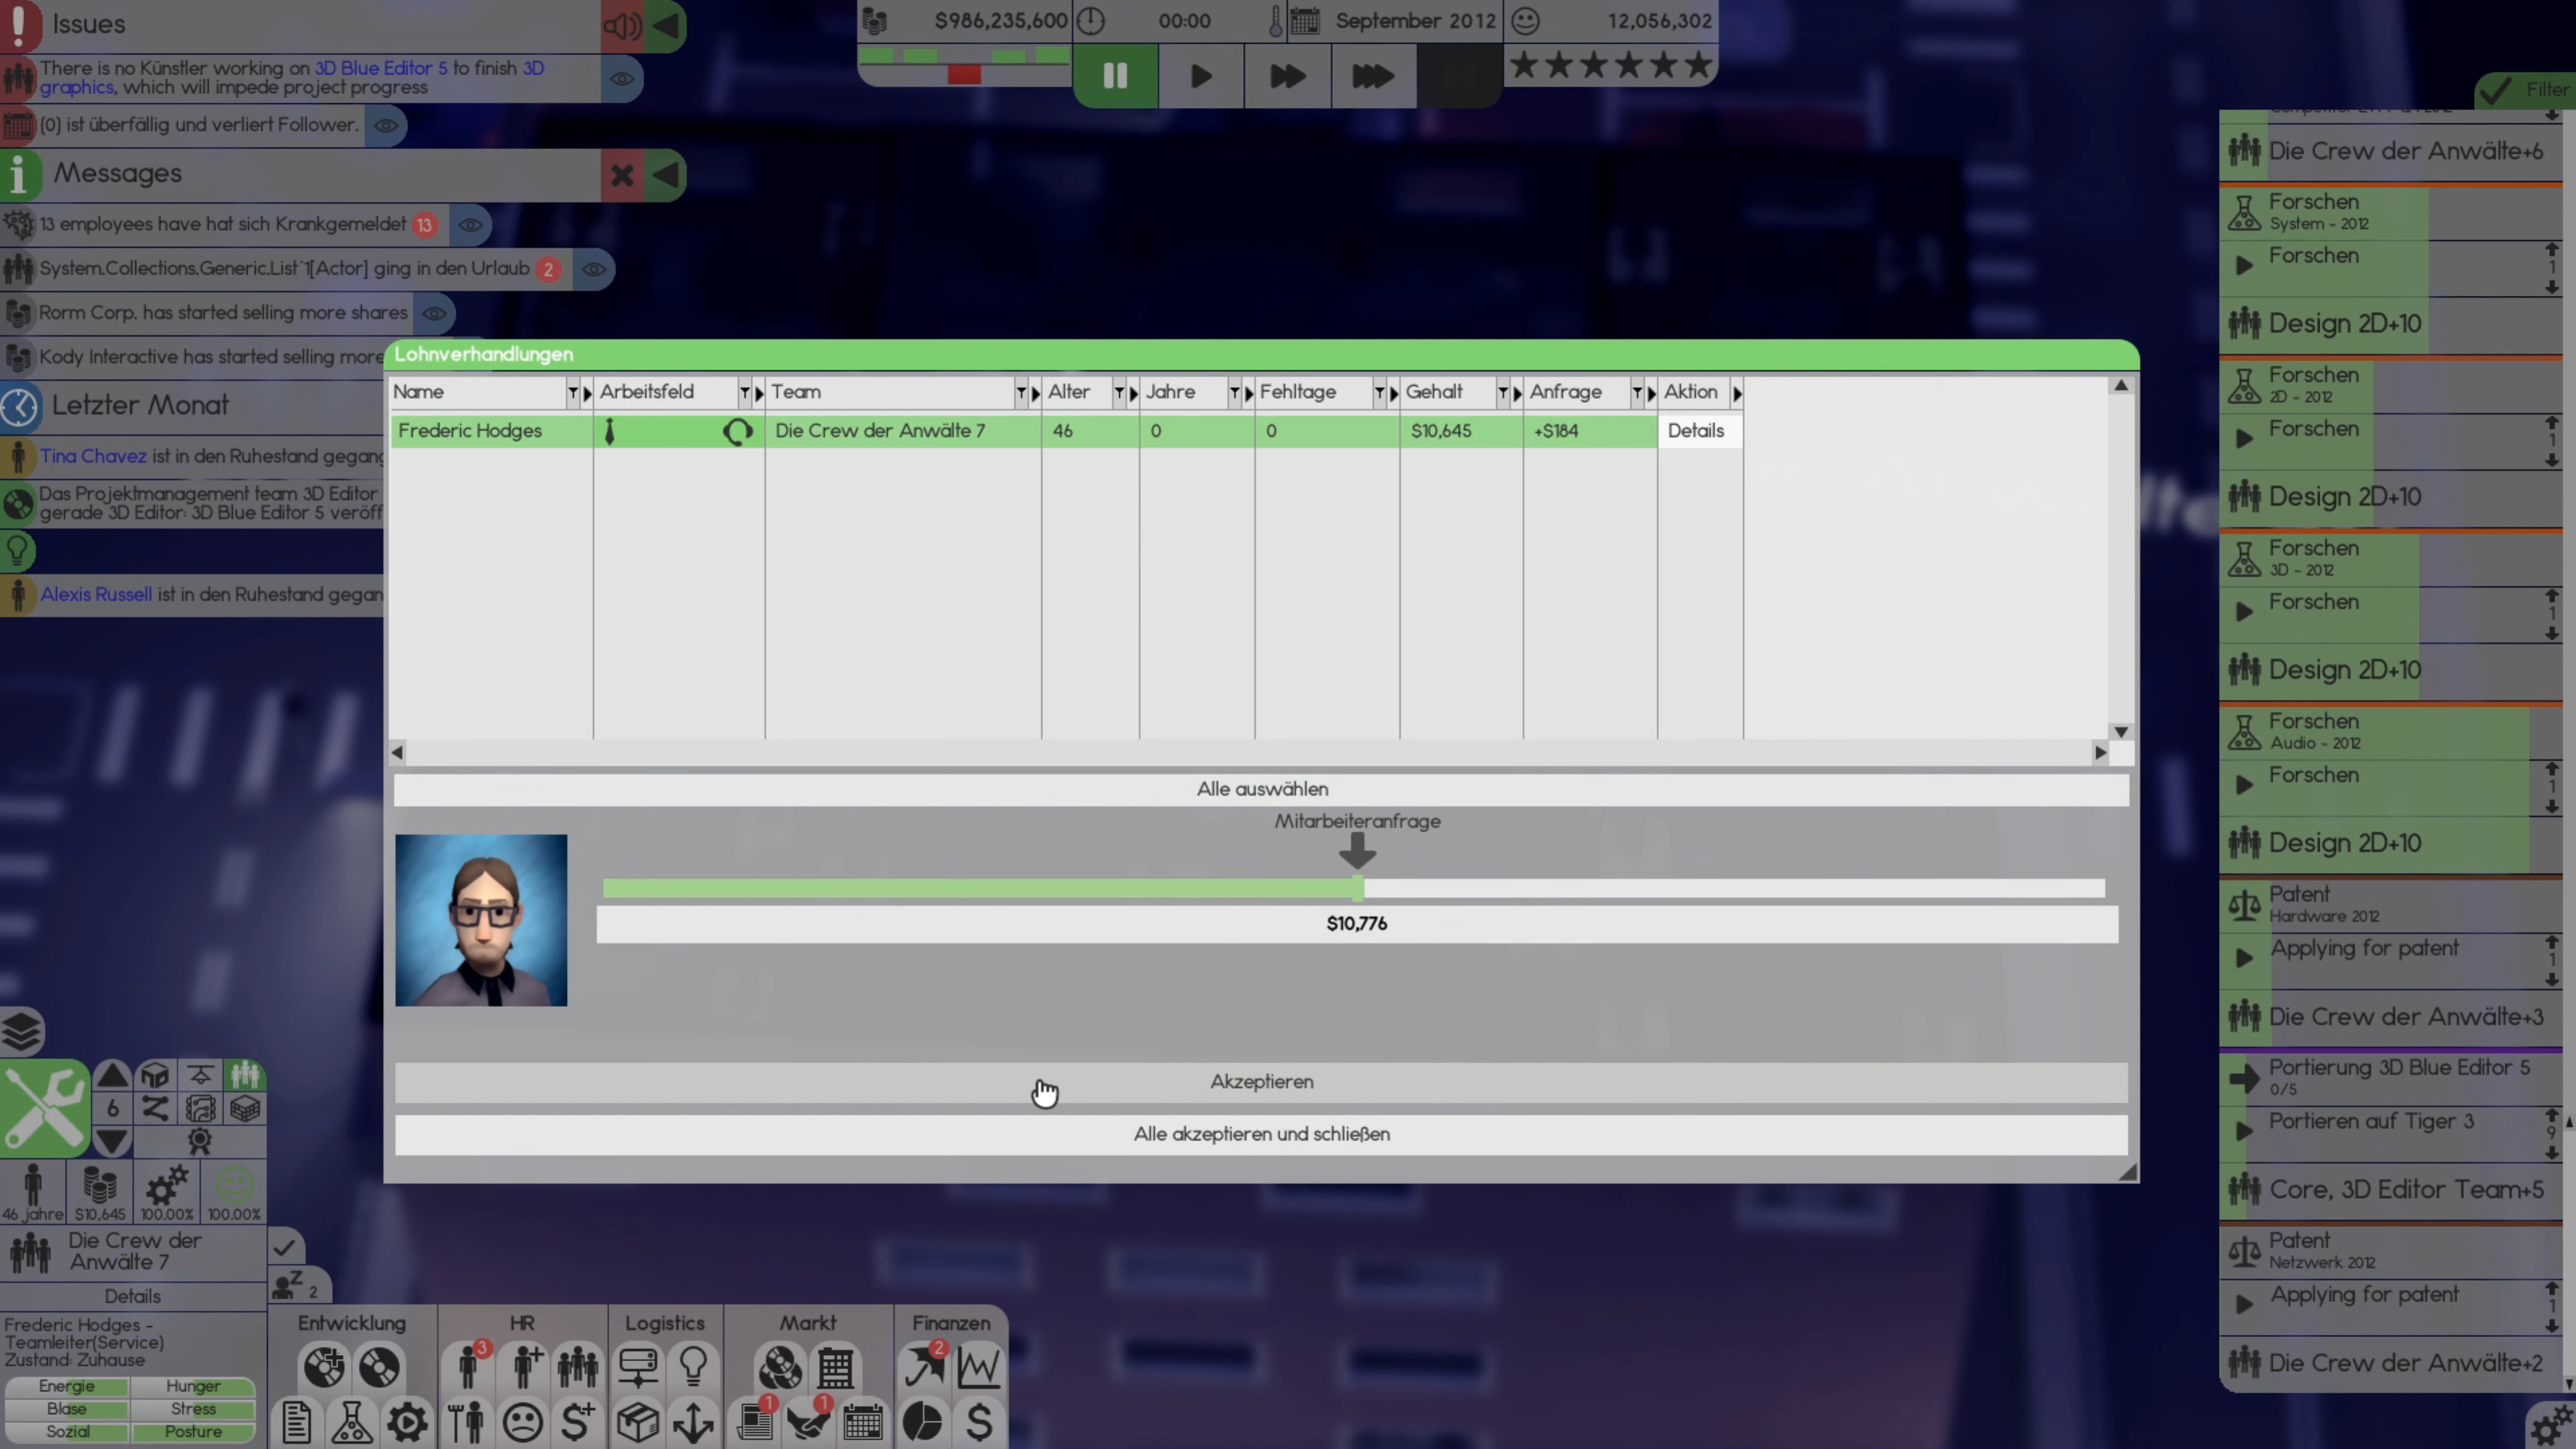 Issues
There is no Künstler working on 3D Blue Editor 5 to finish 3D
graphics, which will impede project progress
(0) ist überfällig und verliert Follower.
Messages
13 employees have hat sich Krankgemeldet 13
System.Collections.Generic.List`1[Actor] ging in den Urlaub 2
Rorm Corp. has started selling more shares
Kody Interactive has started selling more
Letzter Monat
Tina Chavez ist in den Ruhestand gegang
Das Projektmanagement team 3D Editor
gerade 3D Editor: 3D Blue Editor 5 veröff
Alexis Russell ist in den Ruhestand gegan
$986,235,600
00:00
September 2012
12,056,302
Filter
Lohnverhandlungen
Name Arbeitsfeld Team Alter Jahre Fehltage Gehalt Anfrage Aktion
Frederic Hodges Die Crew der Anwälte 7 46 0 0 $10,645 +$184 Details
Alle auswählen
Mitarbeiteranfrage
$10,776
Akzeptieren
Alle akzeptieren und schließen
Die Crew der Anwälte+6
Forschen
System - 2012
Forschen
1
Design 2D+10
Forschen
2D - 2012
Forschen
1
Design 2D+10
Forschen
3D - 2012
Forschen
1
Design 2D+10
Forschen
Audio - 2012
Forschen
1
Design 2D+10
Patent
Hardware 2012
Applying for patent
1
Die Crew der Anwälte+3
Portierung 3D Blue Editor 5
0/5
Portieren auf Tiger 3
9
Core, 3D Editor Team+5
Patent
Netzwerk 2012
Applying for patent
1
Die Crew der Anwälte+2
6
46 jahre $10,645 100.00% 100.00%
Die Crew der
Anwälte 7
Details
Frederic Hodges -
Teamleiter(Service)
Zustand: Zuhause
Energie Hunger
Blase Stress
Sozial Posture
Z 2
Entwicklung HR Logistics Markt Finanzen
3 2
1 1